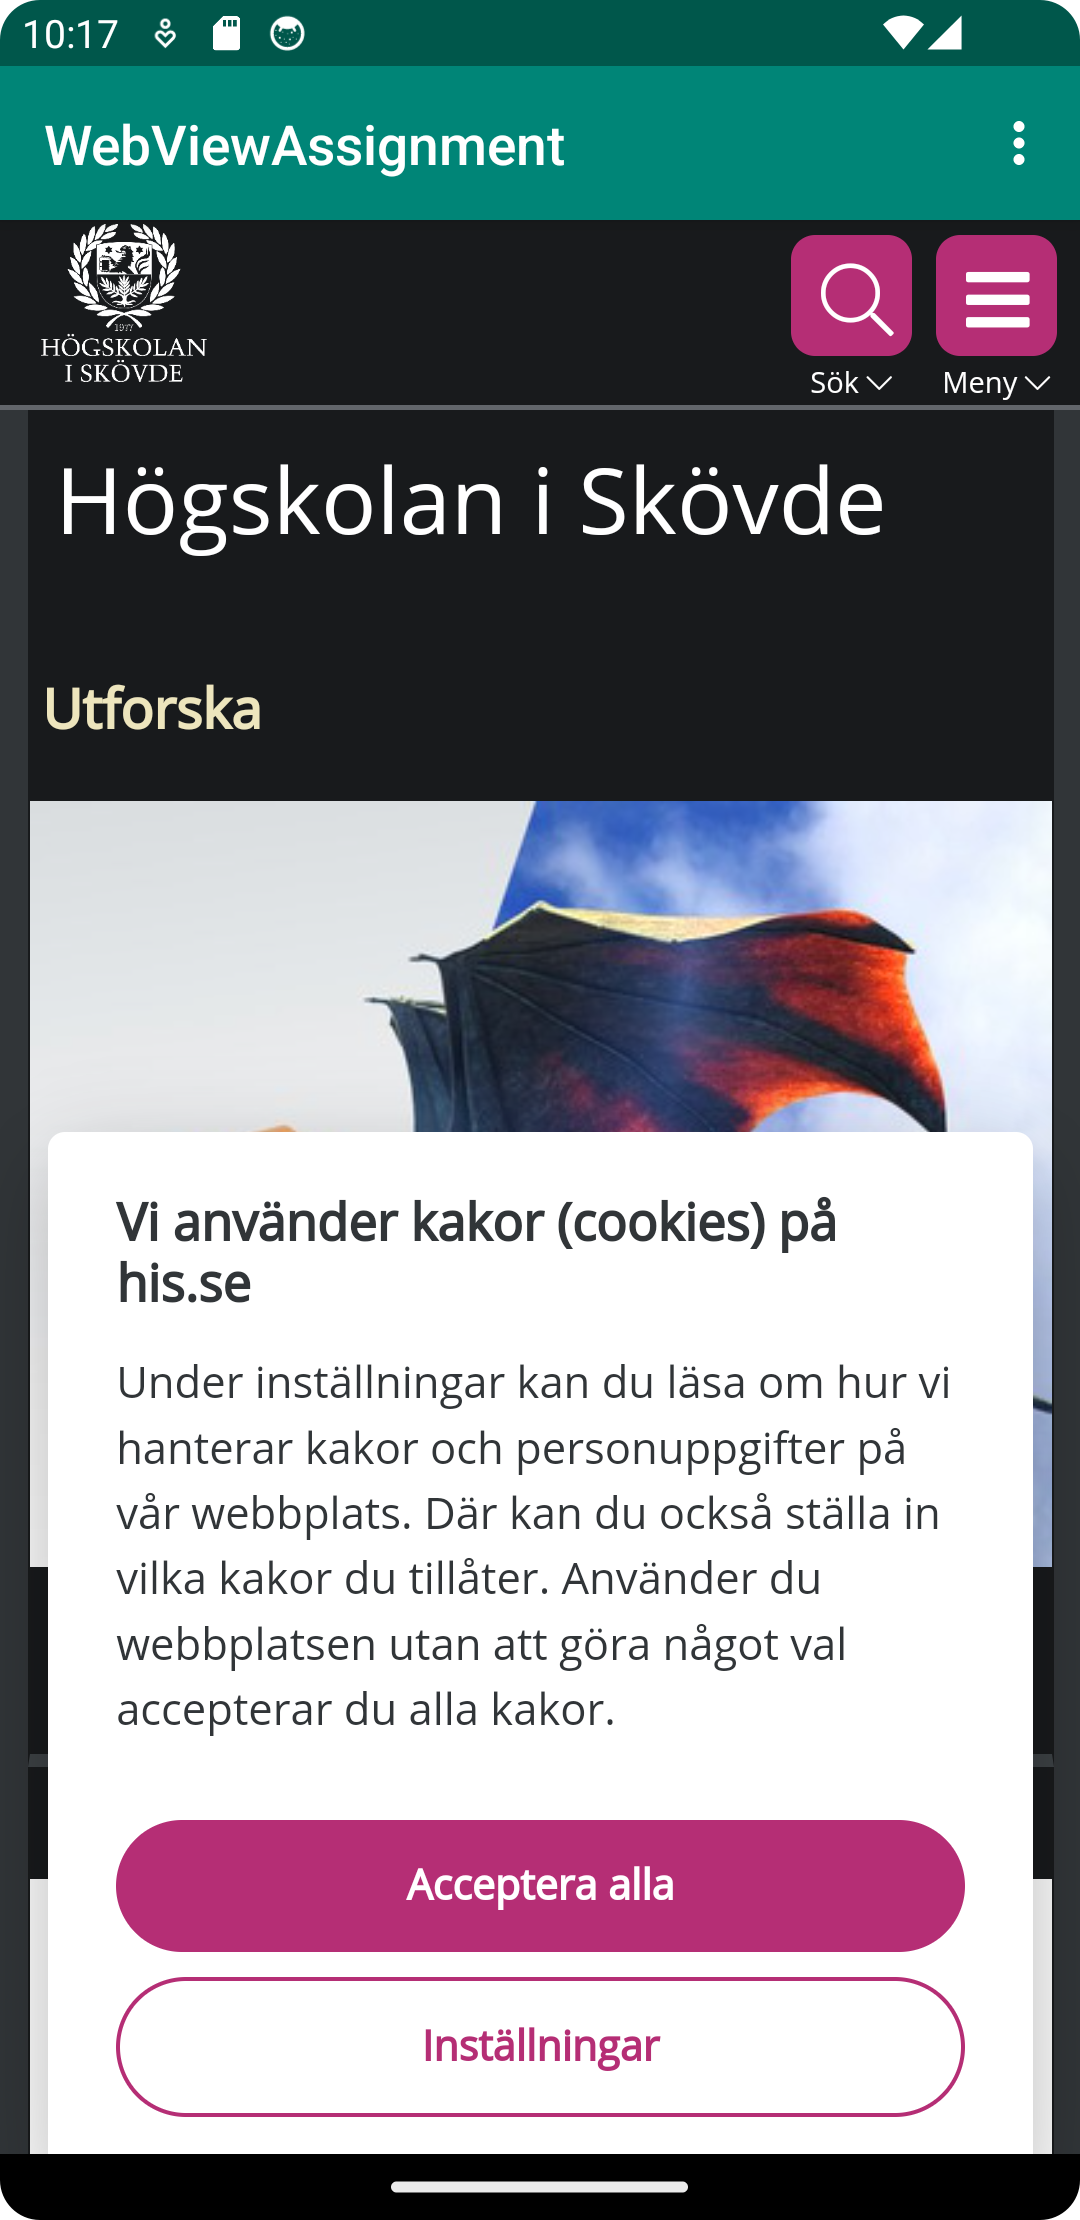 10:17
WebViewAssignment
1977
HÖGSKOLAN
I SKÖVDE
Sök
Meny
Högskolan i Skövde
Utforska
Vi använder kakor (cookies) på
his.se
Under inställningar kan du läsa om hur vi
hanterar kakor och personuppgifter på
vår webbplats. Där kan du också ställa in
vilka kakor du tillåter. Använder du
webbplatsen utan att göra något val
accepterar du alla kakor.
Acceptera alla
Inställningar